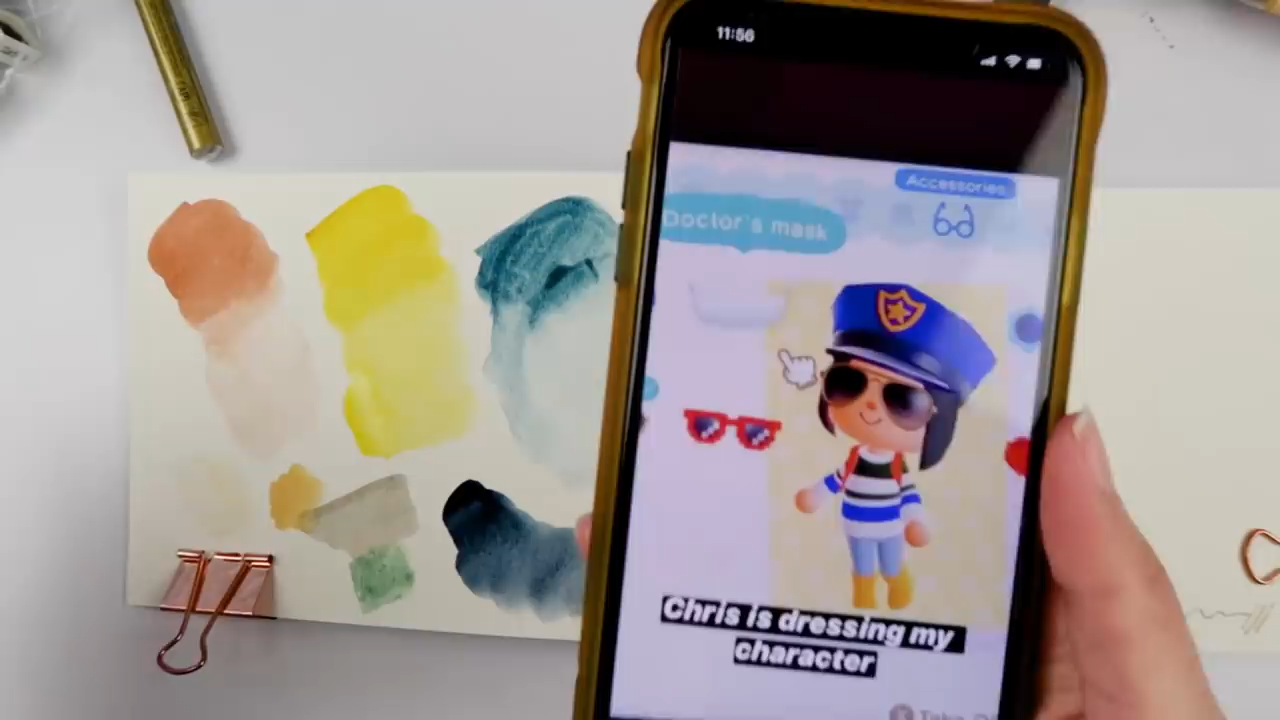 11:56
Accessories
Doctor's mask
Chris is dressing my
character